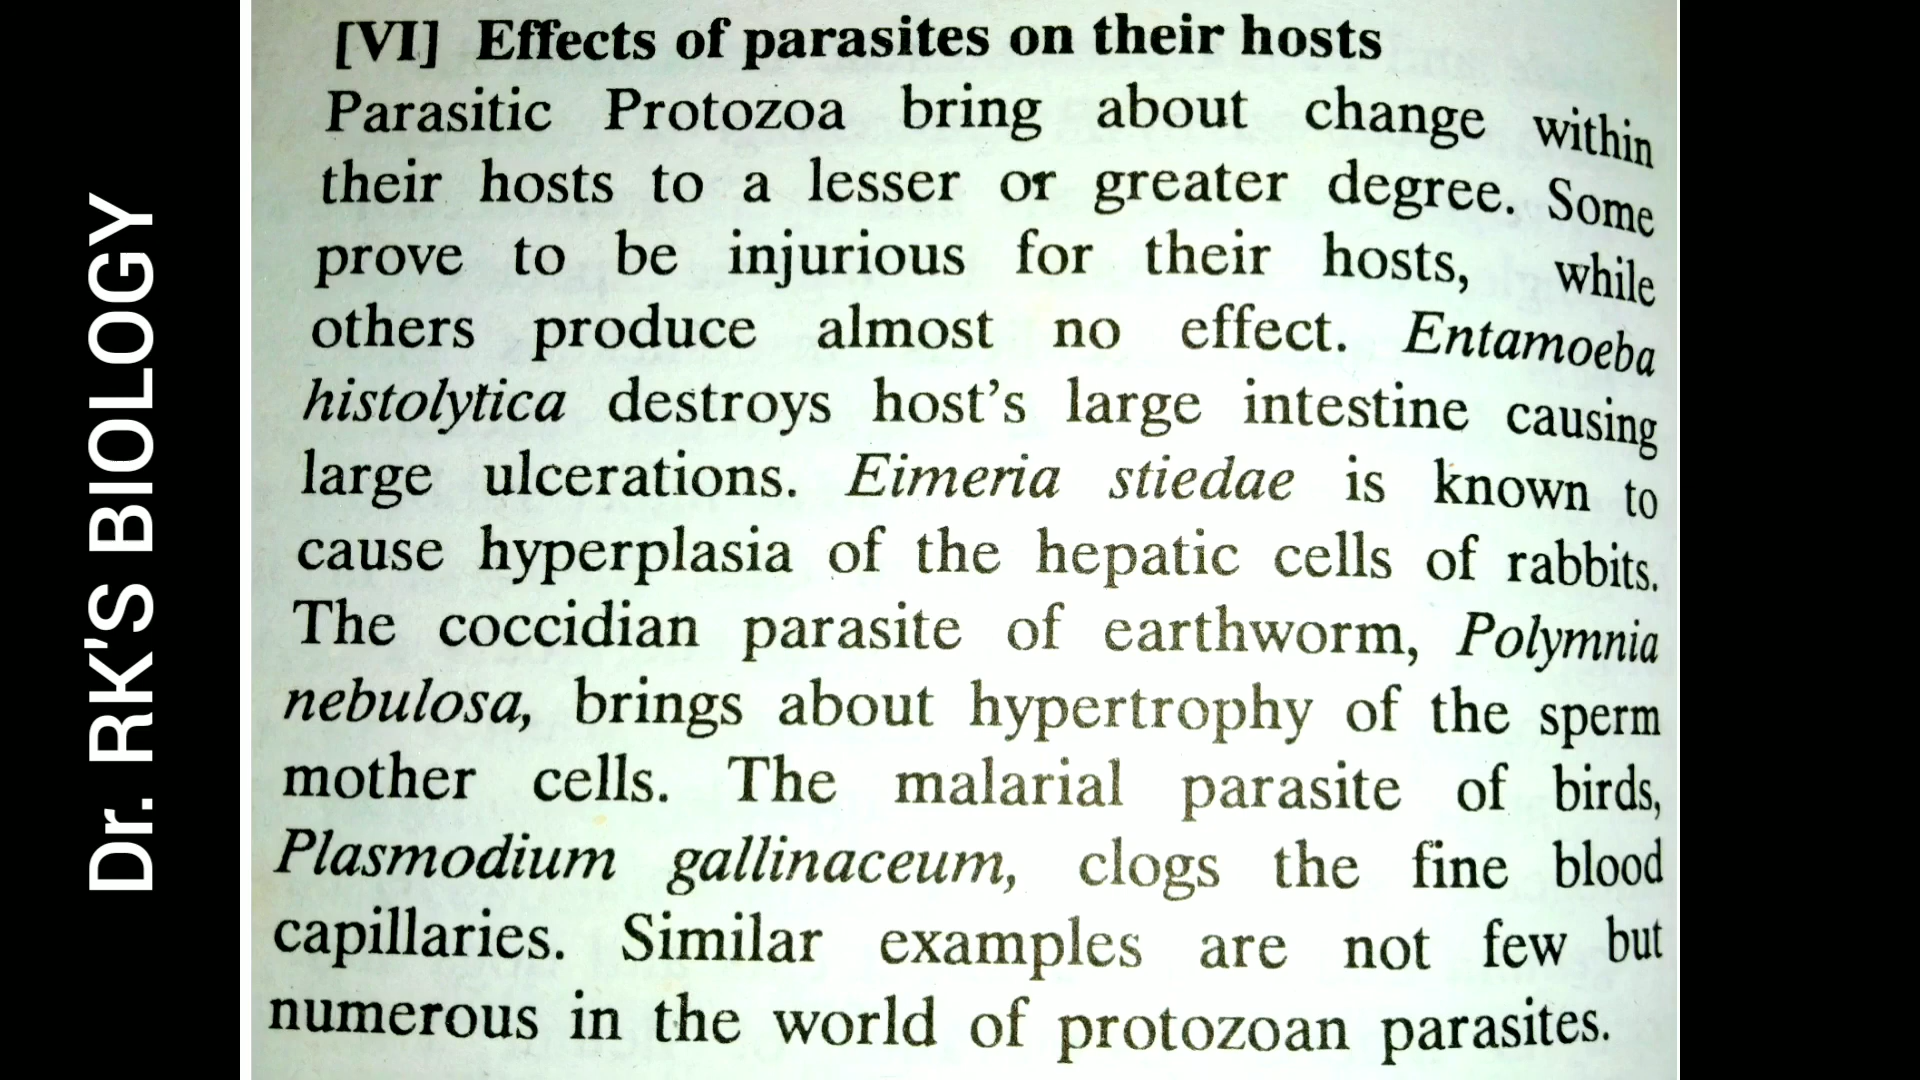 Dr. RK'S BIOLOGY
[VI] Effects of parasites on their hosts
Parasitic Protozoa bring about change within
their hosts to a lesser or greater degree. Some
prove to be injurious for their hosts, while
others produce almost no effect. Entamoeba
histolytica destroys host's large intestine causing
large ulcerations. Eimeria stiedae is known to
cause hyperplasia of the hepatic cells of rabbits.
The coccidian parasite of earthworm, Polymnia
nebulosa, brings about hypertrophy of the sperm
mother cells. The malarial parasite of birds,
Plasmodium gallinaceum, clogs the fine blood
capillaries. Similar examples are not few but
numerous in the world of protozoan parasites.